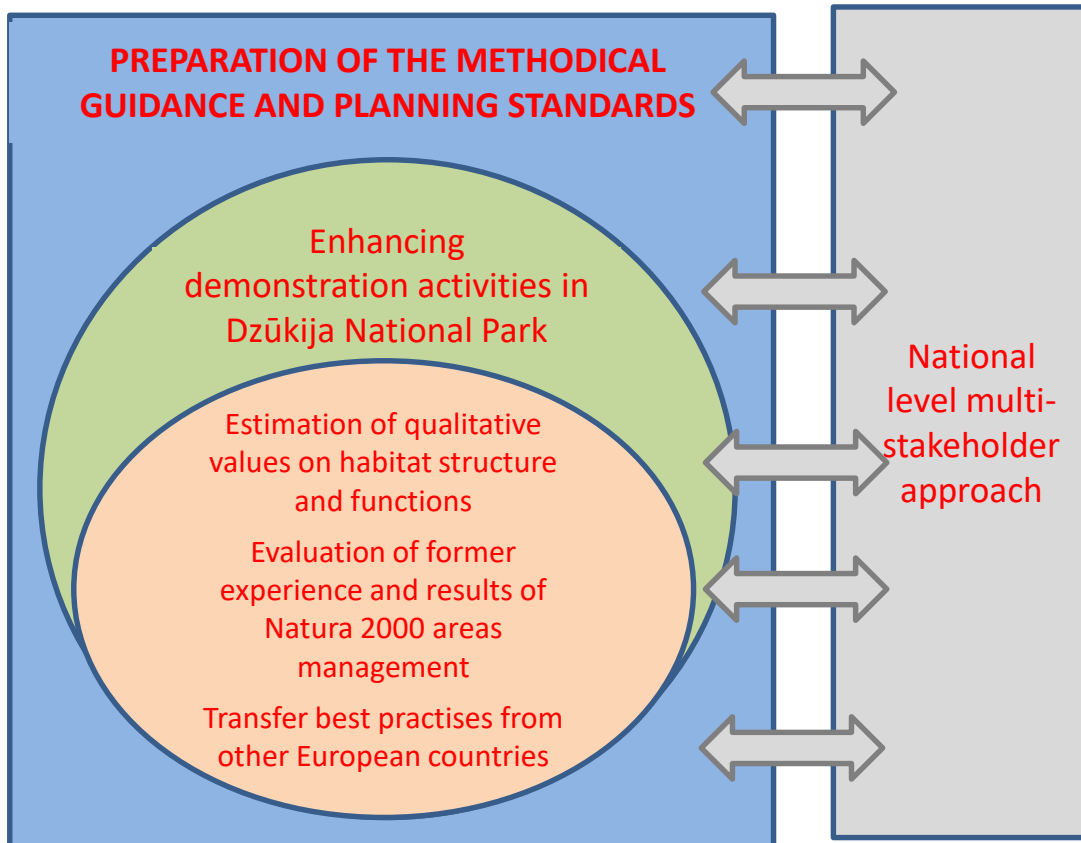 PREPARATION OF THE METHODICAL
GUIDANCE AND PLANNING STANDARDS
Enhancing
demonstration activities in
Dzūkija National Park
Estimation of qualitative
values on habitat structure
and functions
Evaluation of former
experience and results of
Natura 2000 areas
management
Transfer best practises from
other European countries
National
level multi-
stakeholder
approach